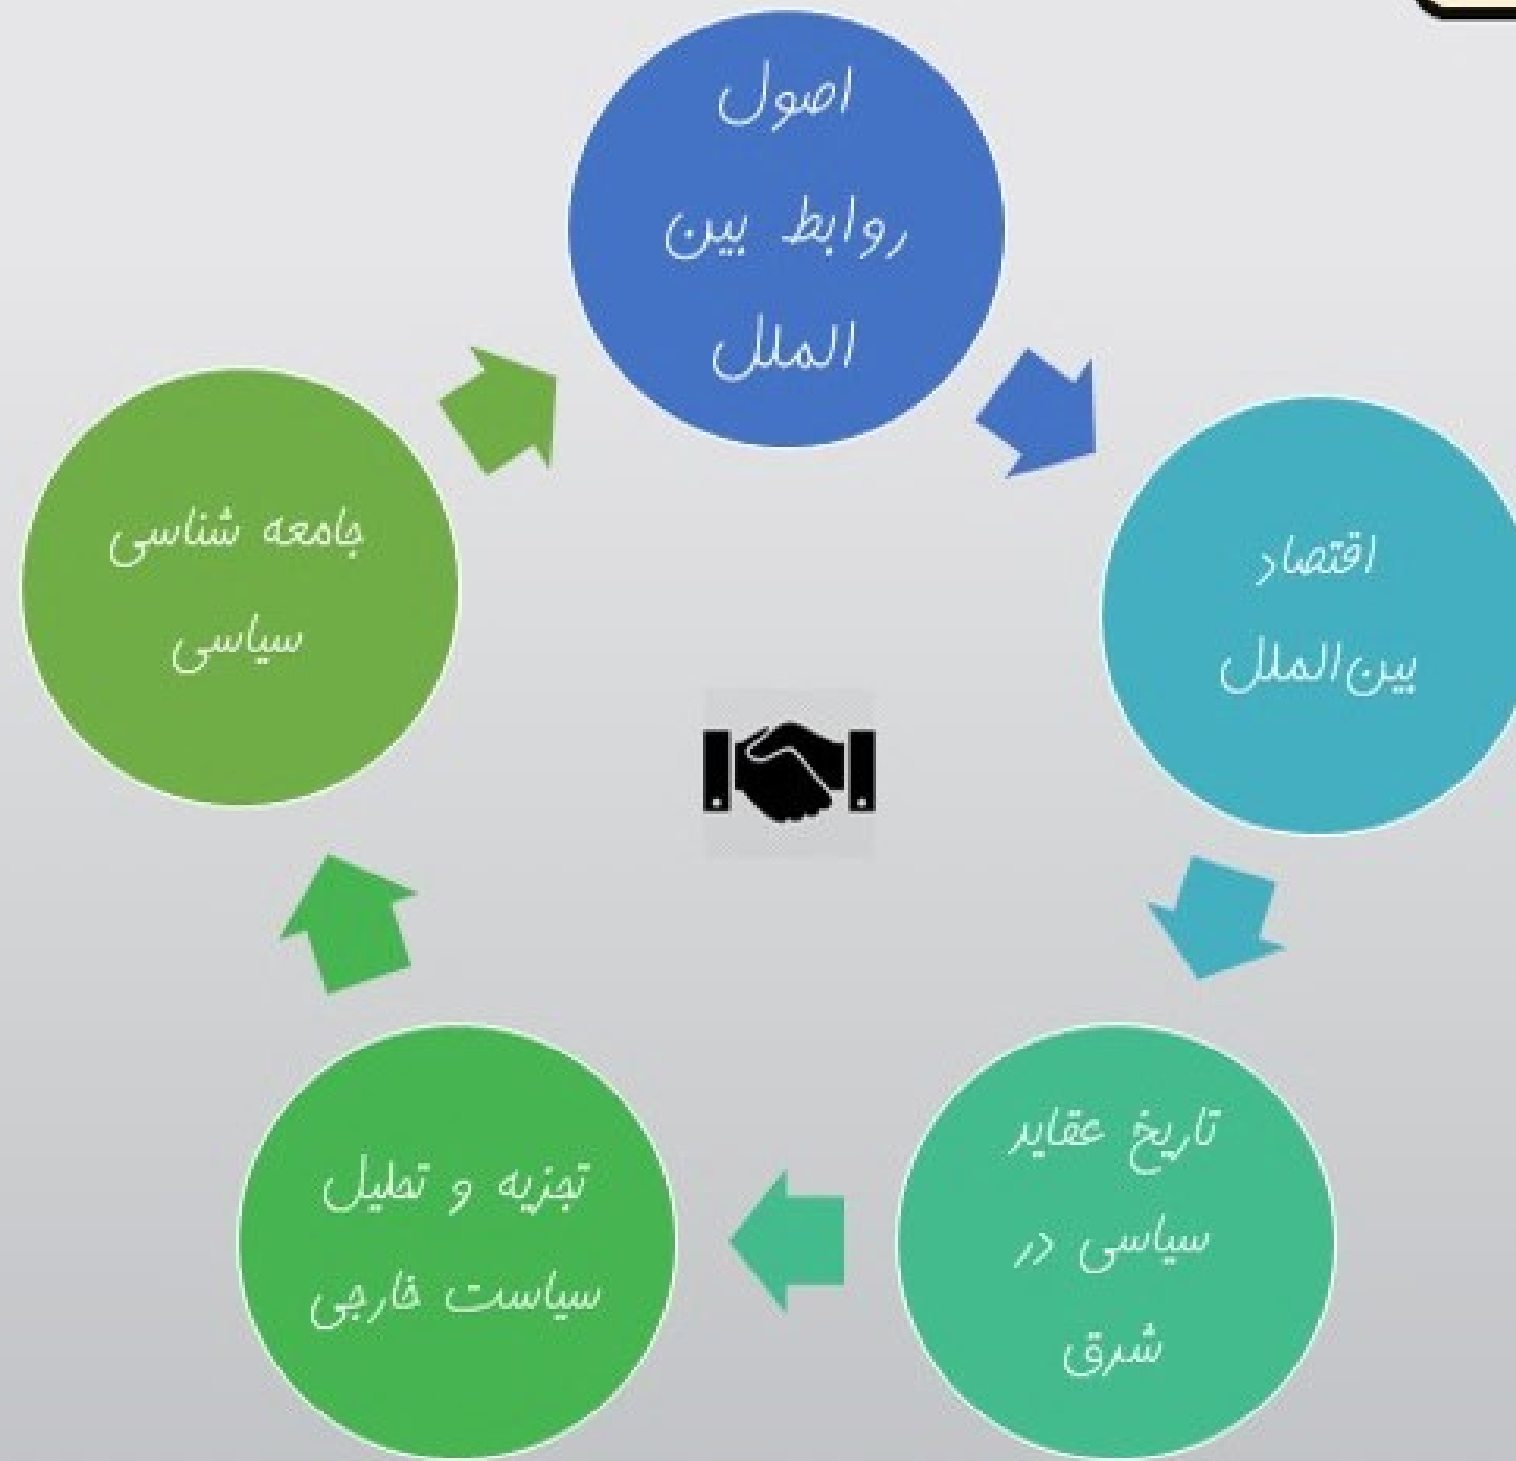 اصول
روابط بین
الملل
اقتصاد
بین‌الملل
تاریخ عقاید
سیاسی در
شرق
تجزیه و تحلیل
سیاست خارجی
جامعه شناسی
سیاسی